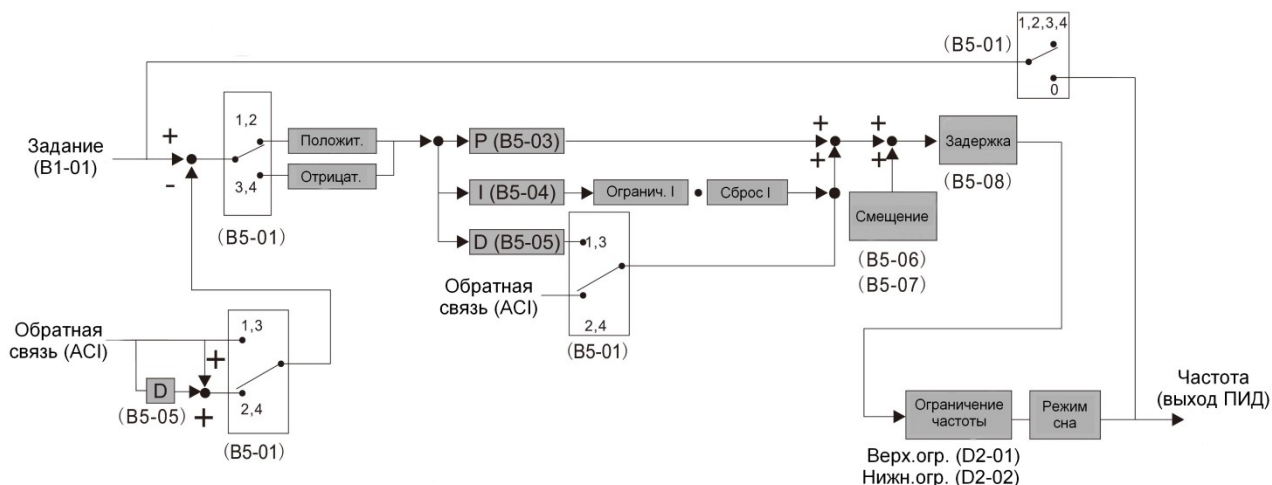 1,2,3,4
(B5-01)
0
Задание
(B1-01)
+
-
1,2
3,4
(B5-01)
Положит.
Отрицат.
P (B5-03)
I (B5-04)
Огранич. I
Сброс I
D (B5-05)
1,3
2,4
(B5-01)
Обратная
связь (ACI)
+
+
+
+
Смещение
(B5-06)
(B5-07)
Задержка
(B5-08)
Обратная
связь (ACI)
1,3
+
D
(B5-05)
+
2,4
(B5-01)
Ограничение
частоты
Верх.огр. (D2-01)
Нижн.огр. (D2-02)
Режим
сна
Частота
(выход ПИД)